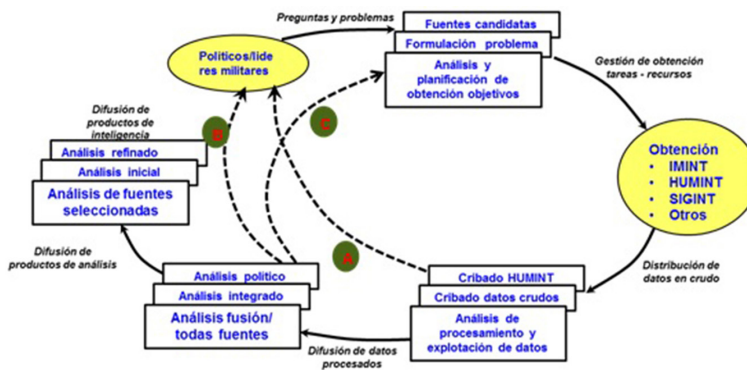 Preguntas y problemas
Fuentes candidatas
Formulación problema
Análisis y
planificación de
obtención objetivos
Políticos/líde
res militares
Gestión de obtención
tareas - recursos
Difusión de
productos de
inteligencia
B
C
Análisis refinado
Análisis inicial
Análisis de fuentes
seleccionadas
Obtención
• IMINT
• HUMINT
• SIGINT
• Otros
Difusión de
productos de análisis
A
Distribución de
datos en crudo
Análisis político
Análisis integrado
Análisis fusión/
todas fuentes
Cribado HUMINT
Cribado datos crudos
Análisis de
procesamiento y
explotación de datos
Difusión de datos
procesados